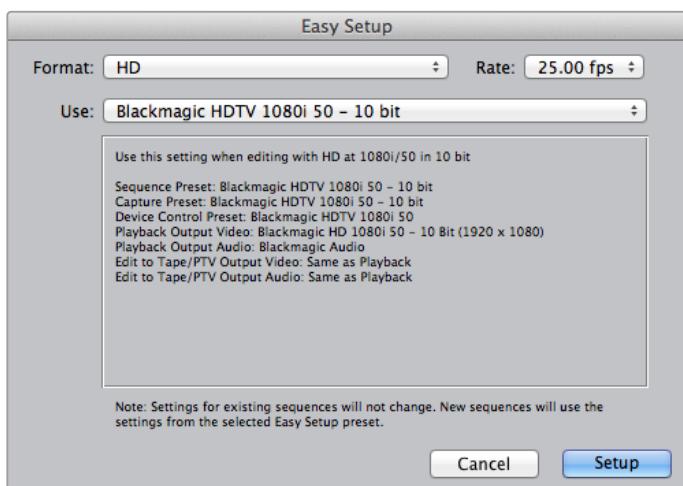 Easy Setup
Format: HD Rate: 25.00 fps
Use: Blackmagic HDTV 1080i 50 – 10 bit
Use this setting when editing with HD at 1080i/50 in 10 bit
Sequence Preset: Blackmagic HDTV 1080i 50 – 10 bit
Capture Preset: Blackmagic HDTV 1080i 50 – 10 bit
Device Control Preset: Blackmagic HDTV 1080i 50
Playback Output Video: Blackmagic HD 1080i 50 – 10 Bit (1920 x 1080)
Playback Output Audio: Blackmagic Audio
Edit to Tape/PTV Output Video: Same as Playback
Edit to Tape/PTV Output Audio: Same as Playback
Note: Settings for existing sequences will not change. New sequences will use the
settings from the selected Easy Setup preset.
Cancel Setup